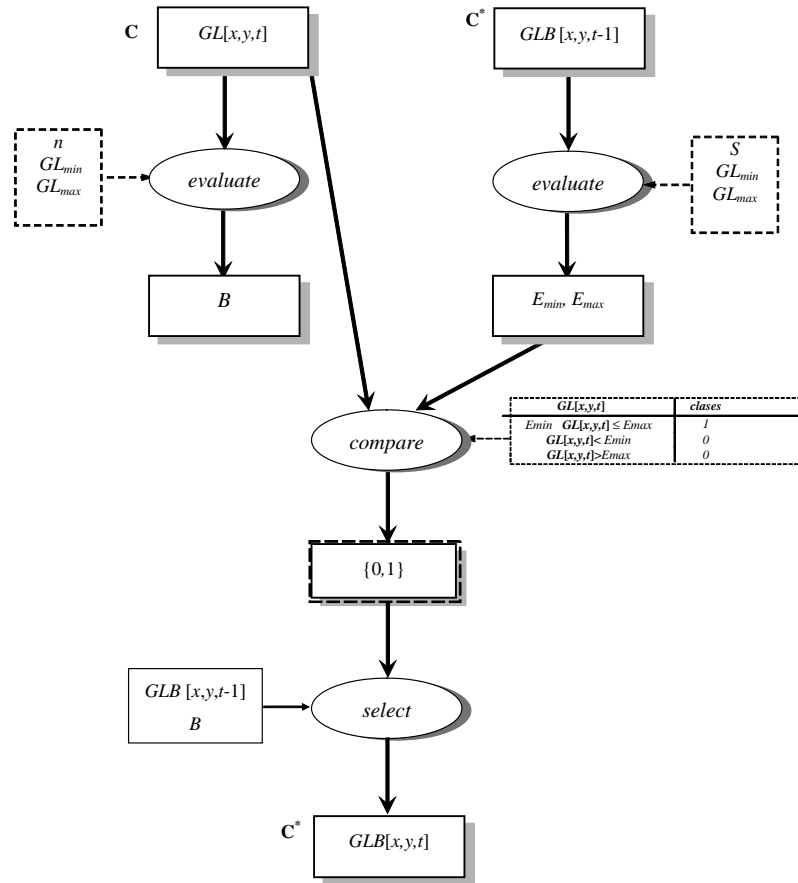 C
GL[x,y,t]
C*
GLB [x,y,t-1]
n
GLmin
GLmax
evaluate
evaluate
S
GLmin
GLmax
B
Emin, Emax
compare
GL[x,y,t] clases
Emin GL[x,y,t] ≤ Emax 1
GL[x,y,t]< Emin 0
GL[x,y,t]>Emax 0
{0,1}
GLB [x,y,t-1]
B
select
C*
GLB[x,y,t]